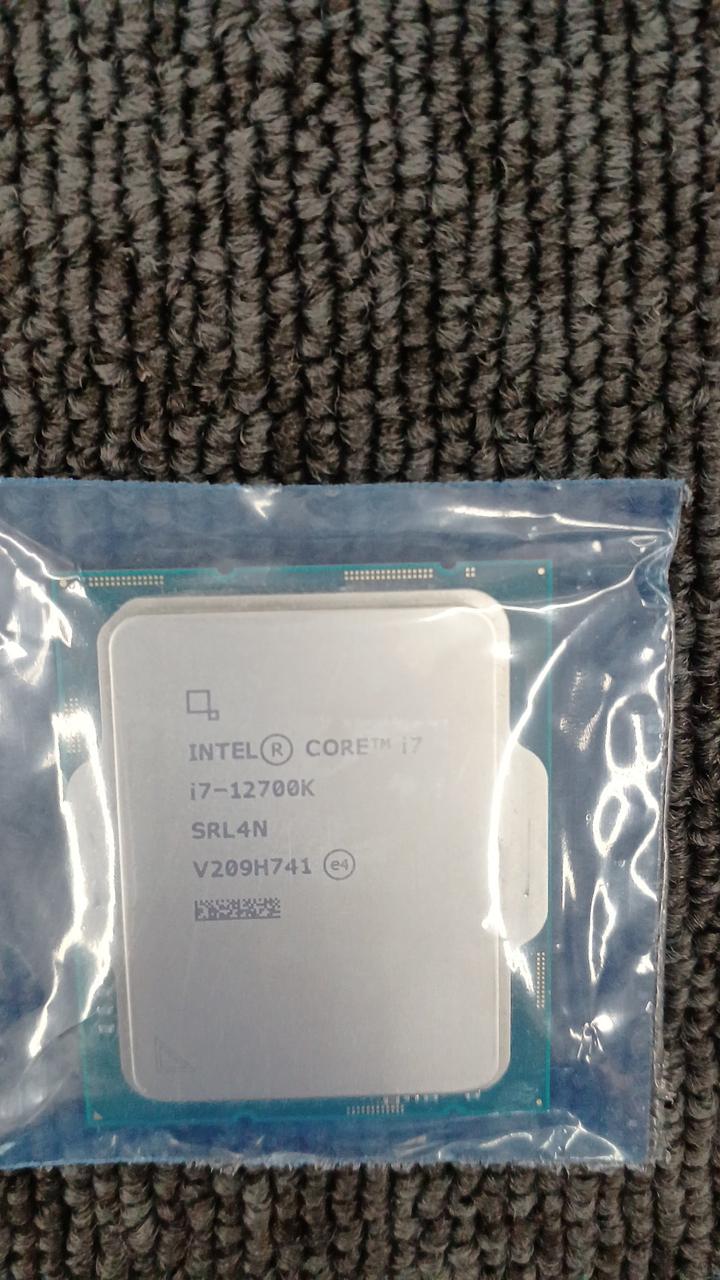 INTEL® CORE™ i7
i7-12700K
SRL4N
V209H741 e4